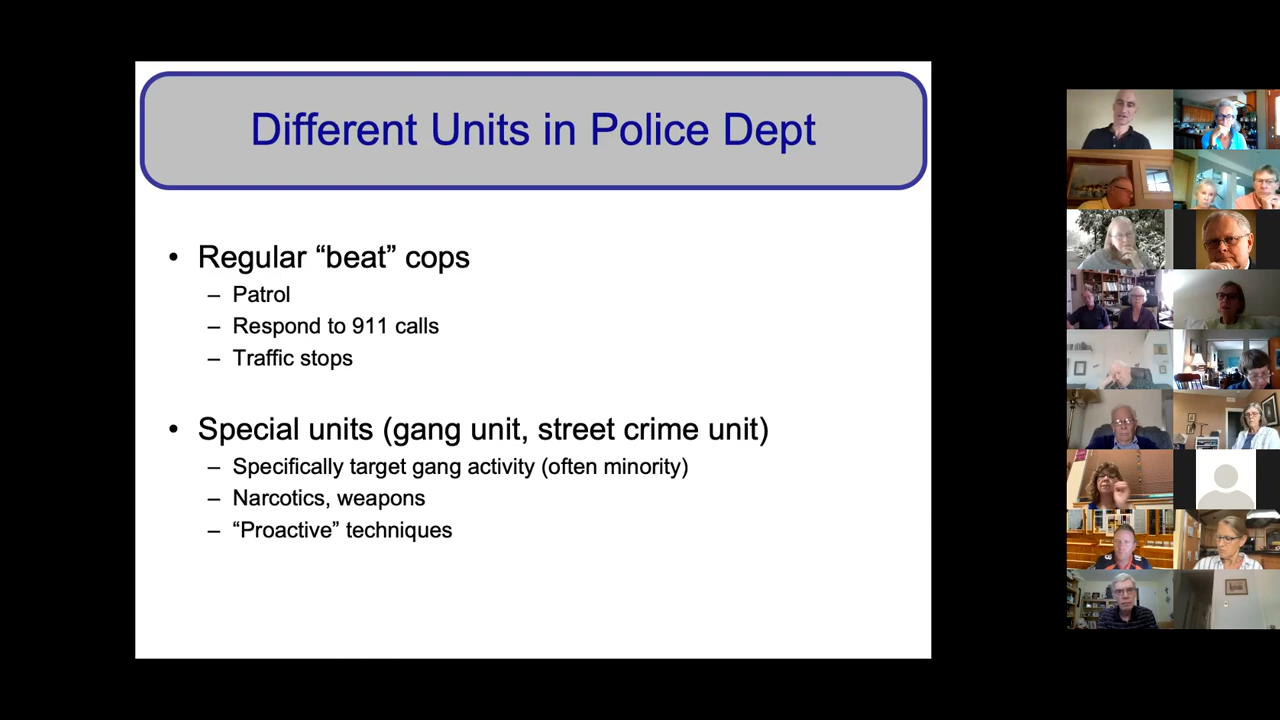 Different Units in Police Dept
• Regular “beat” cops
– Patrol
– Respond to 911 calls
– Traffic stops
• Special units (gang unit, street crime unit)
– Specifically target gang activity (often minority)
– Narcotics, weapons
– “Proactive” techniques